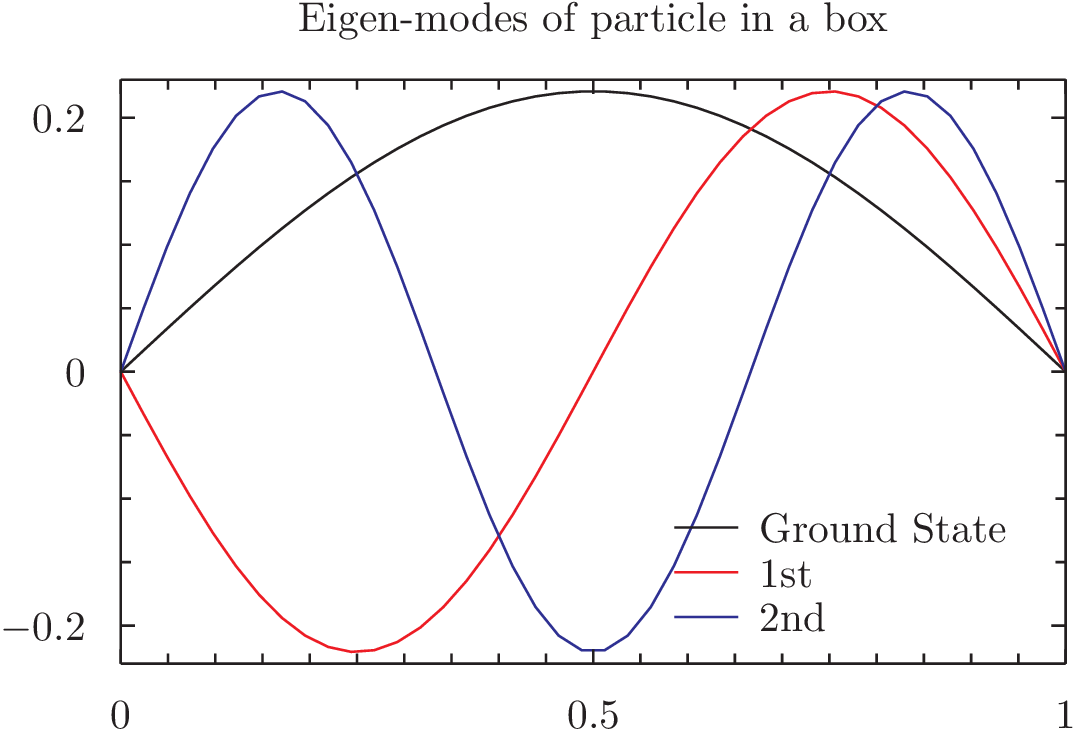 Eigen-modes of particle in a box
0.2
0
−0.2
Ground State
1st
2nd
0 0.5 1